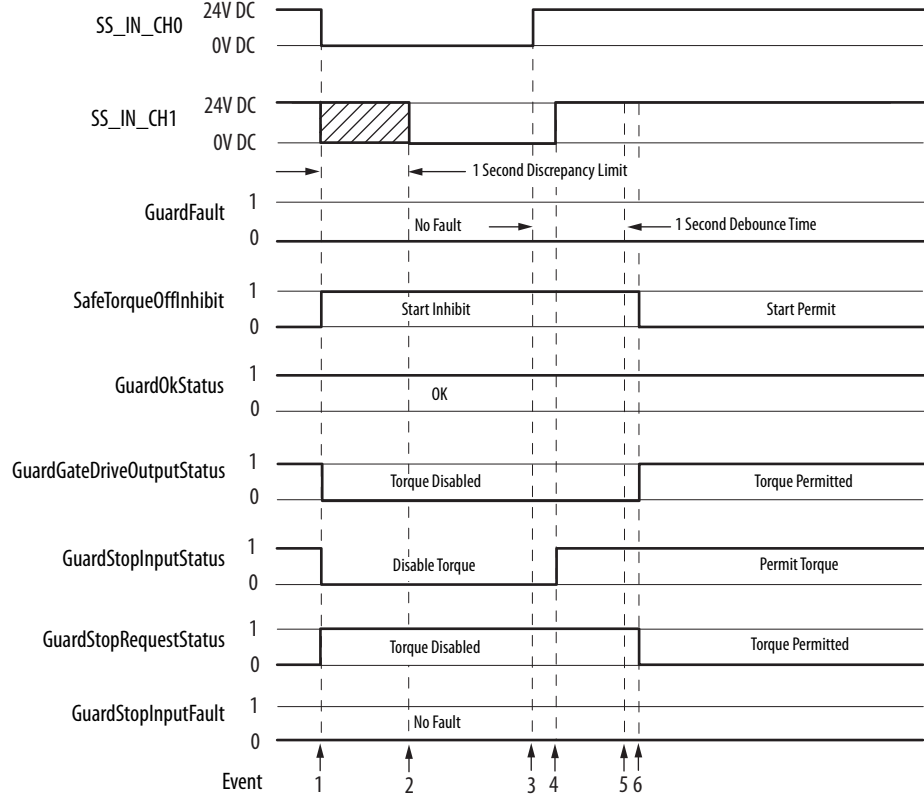 SS_IN_CH0
24V DC
0V DC
SS_IN_CH1
24V DC
0V DC
1 Second Discrepancy Limit
GuardFault
1
0
No Fault
1 Second Debounce Time
SafeTorqueOffInhibit
1
0
Start Inhibit
Start Permit
GuardOkStatus
1
0
OK
GuardGateDriveOutputStatus
1
0
Torque Disabled
Torque Permitted
GuardStopInputStatus
1
0
Disable Torque
Permit Torque
GuardStopRequestStatus
1
0
Torque Disabled
Torque Permitted
GuardStopInputFault
1
0
No Fault
Event 1 2 3 4 5 6